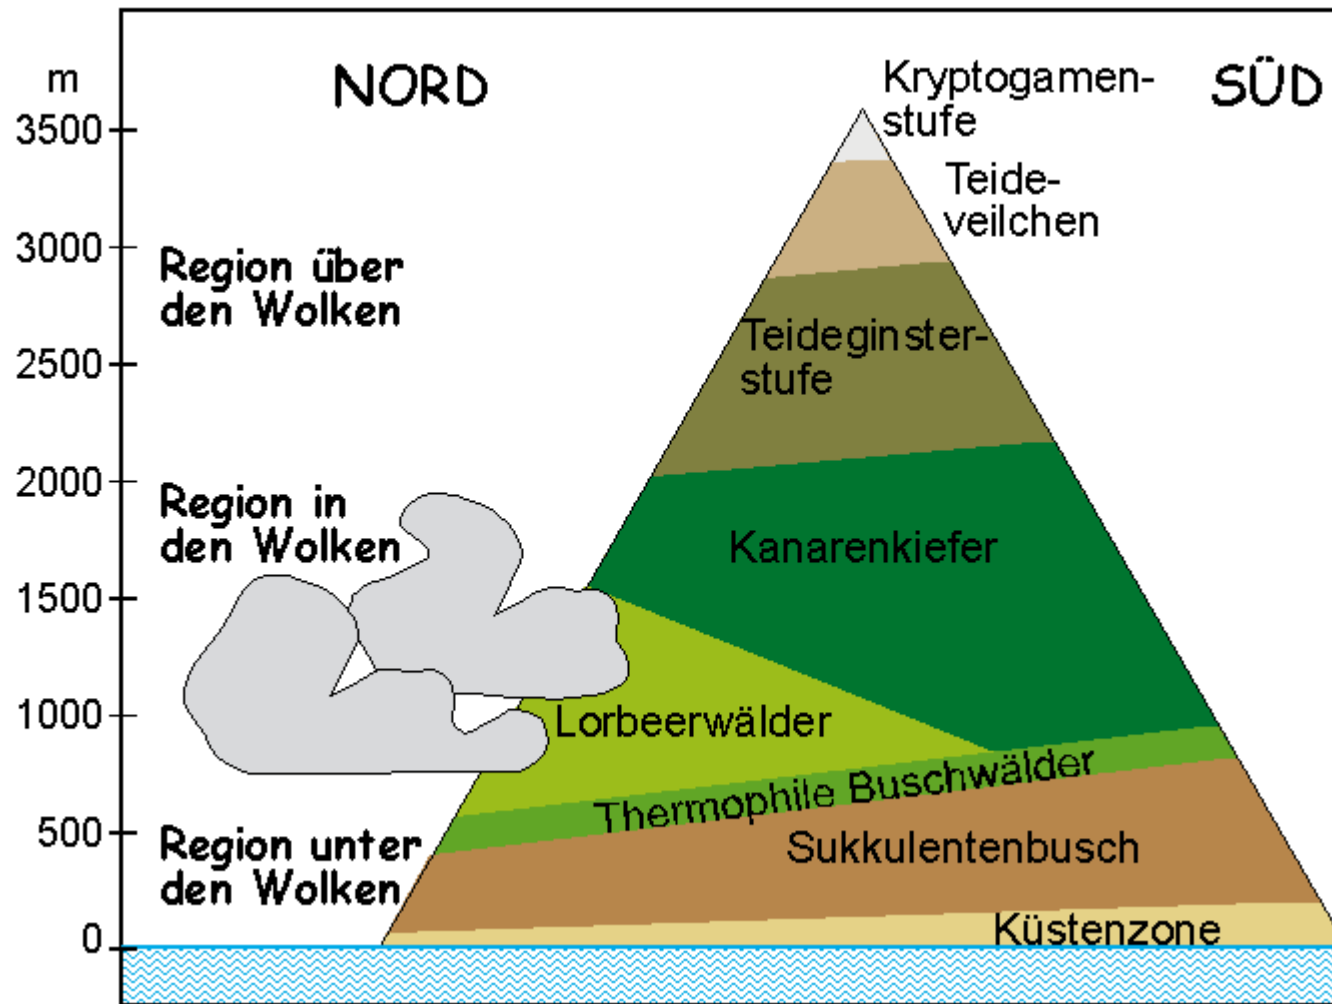 m
NORD
SÜD
Kryptogamen-
stufe
3500
Teide-
veilchen
3000
Region über
den Wolken
Teideginster-
stufe
2500
2000
Region in
den Wolken
Kanarenkiefer
1500
1000
Lorbeerwälder
Thermophile Buschwälder
500
Region unter
den Wolken
Sukkulentenbusch
Küstenzone
0